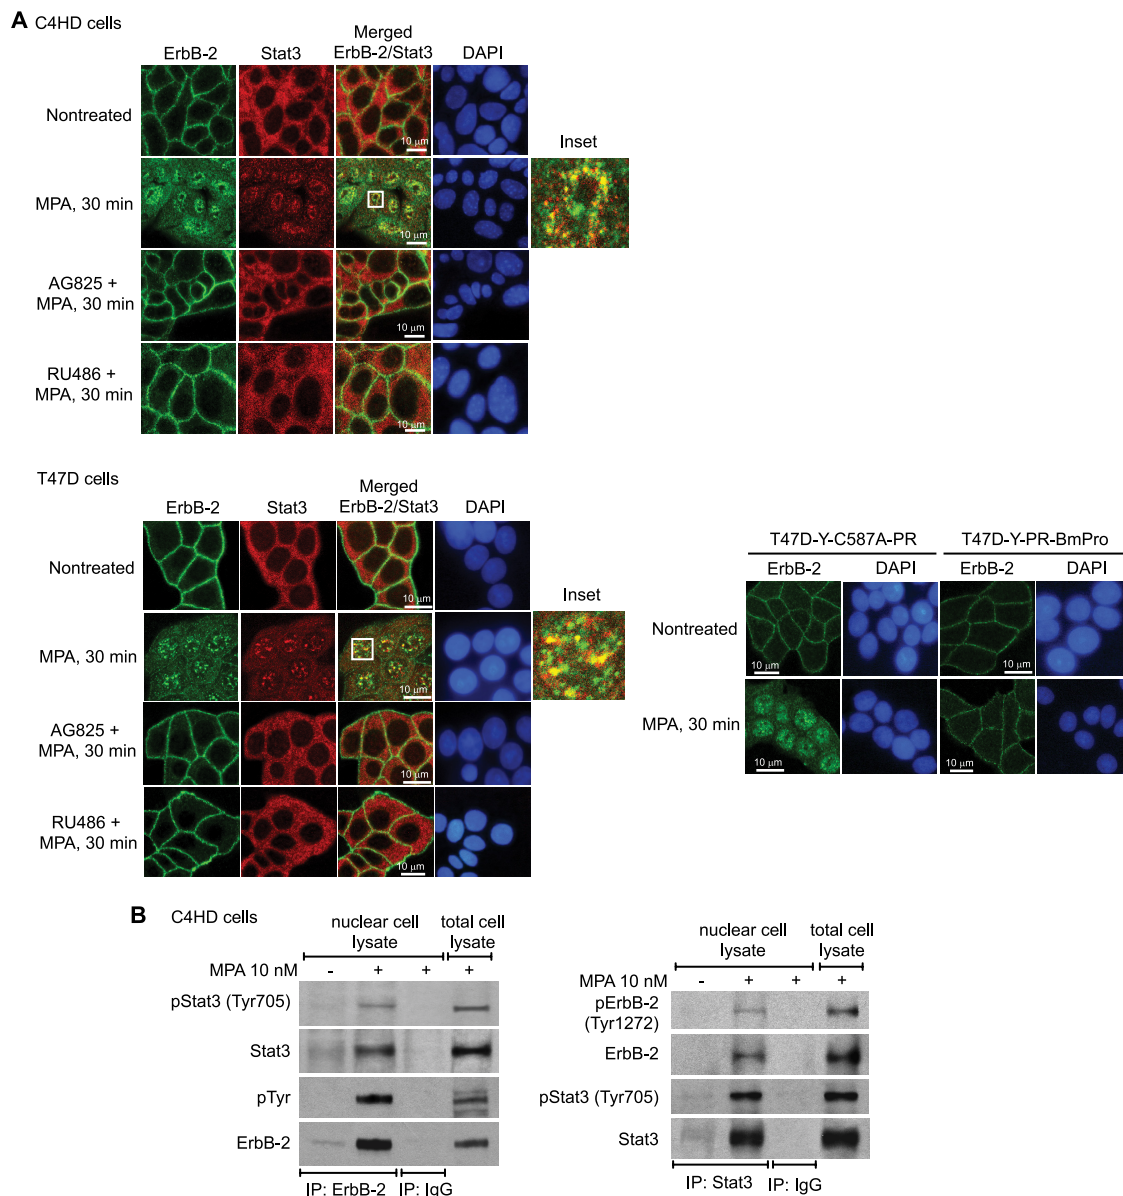 A C4HD cells
ErbB-2 Stat3 Merged ErbB-2/Stat3 DAPI
Nontreated
10 μm
Inset
MPA, 30 min
10 μm
AG825 +
MPA, 30 min
10 μm
RU486 +
MPA, 30 min
10 μm
T47D cells
ErbB-2 Stat3 Merged ErbB-2/Stat3 DAPI
Nontreated
10 μm
Inset
MPA, 30 min
10 μm
AG825 +
MPA, 30 min
10 μm
RU486 +
MPA, 30 min
10 μm
T47D-Y-C587A-PR T47D-Y-PR-BmPro
ErbB-2 DAPI ErbB-2 DAPI
Nontreated
10 μm 10 μm
MPA, 30 min
10 μm 10 μm
B C4HD cells
nuclear cell lysate total cell lysate
MPA 10 nM - + + +
pStat3 (Tyr705)
Stat3
pTyr
ErbB-2
IP: ErbB-2 IP: IgG
nuclear cell lysate total cell lysate
MPA 10 nM - + + +
pErbB-2
(Tyr1272)
ErbB-2
pStat3 (Tyr705)
Stat3
IP: Stat3 IP: IgG